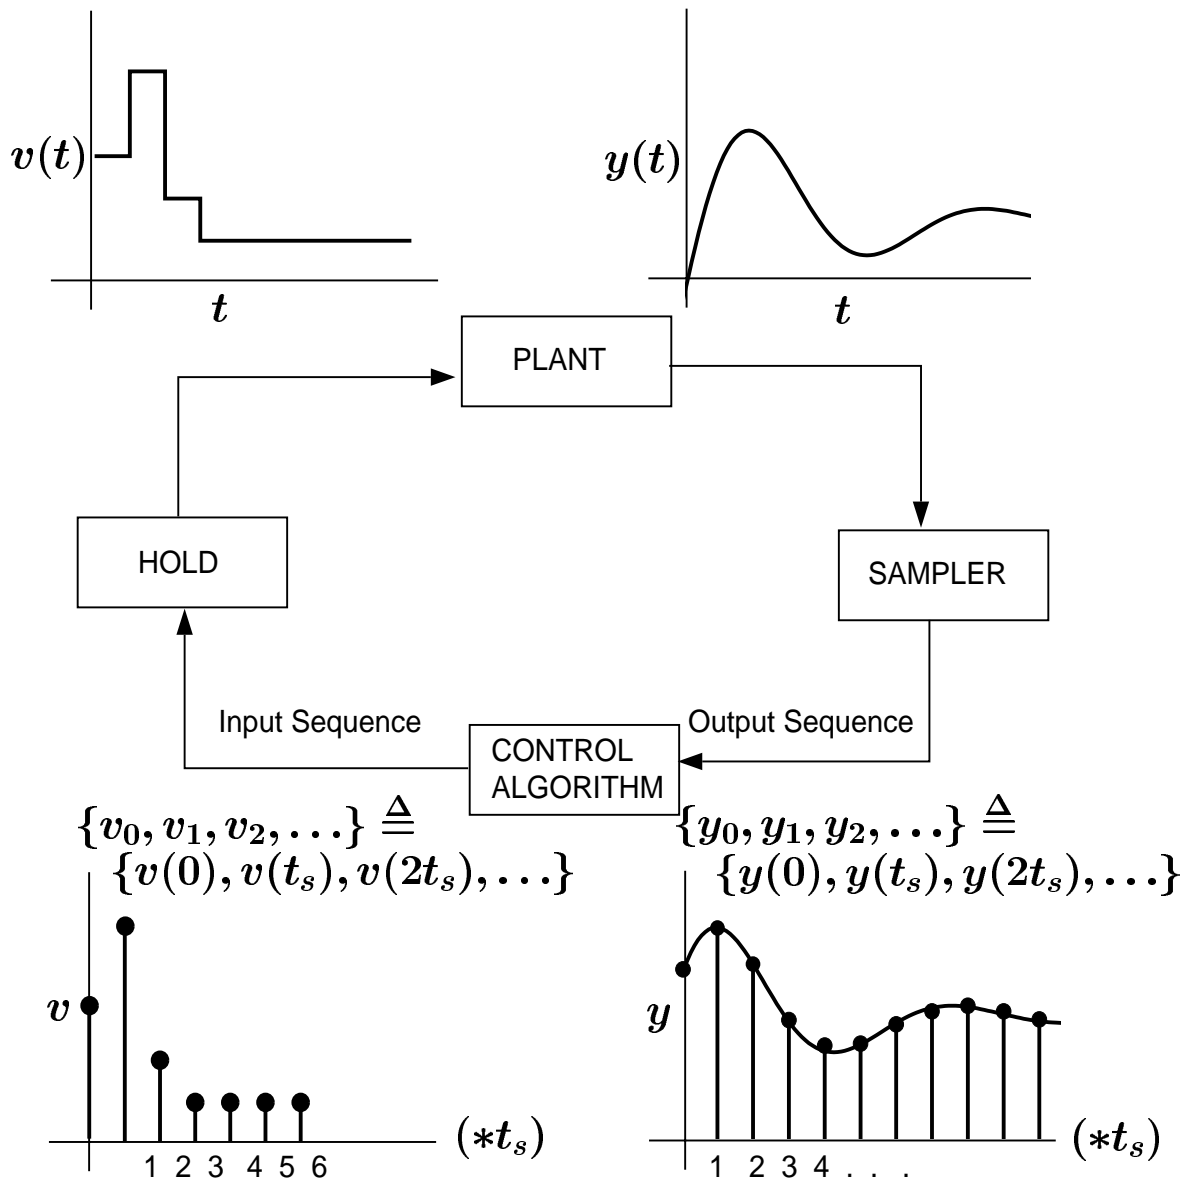 v(t)
t
y(t)
t
PLANT
HOLD
SAMPLER
Input Sequence
Output Sequence
CONTROL
ALGORITHM
{v₀, v₁, v₂, . . .} ≜
{v(0), v(tₛ), v(2tₛ), . . .}
{y₀, y₁, y₂, . . .} ≜
{y(0), y(tₛ), y(2tₛ), . . .}
v
(*tₛ)
1 2 3 4 5 6
y
(*tₛ)
1 2 3 4 . . .